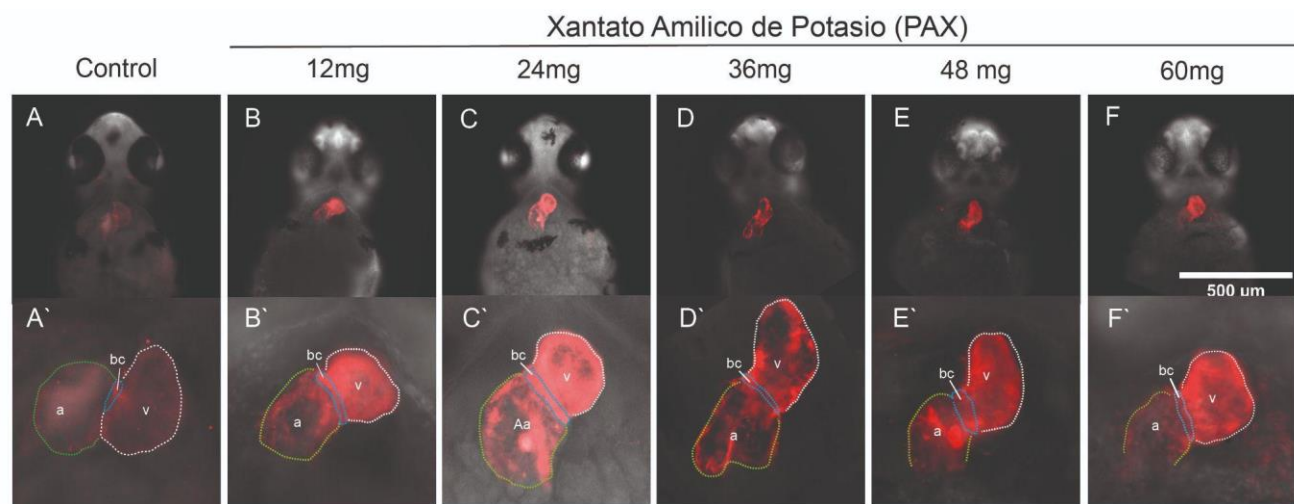 Xantato Amilico de Potasio (PAX)
Control 12mg 24mg 36mg 48 mg 60mg
A B C D E F
500 um
A` B` C` D` E` F`
bc bc bc bc bc bc
a v a v Aa v a v a v a v